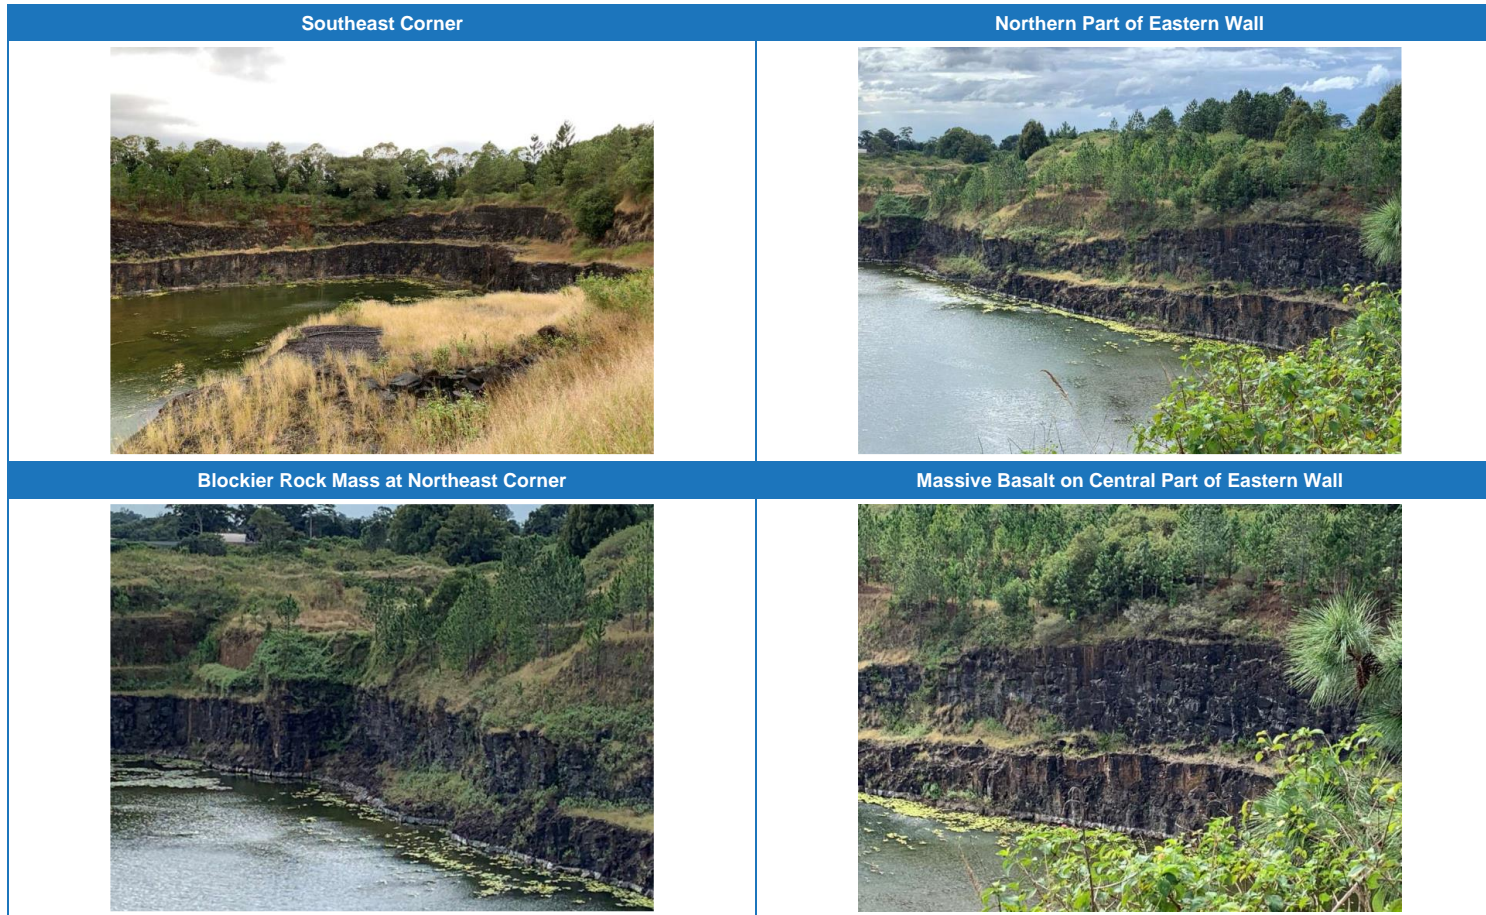 Southeast Corner
Northern Part of Eastern Wall
Blockier Rock Mass at Northeast Corner
Massive Basalt on Central Part of Eastern Wall